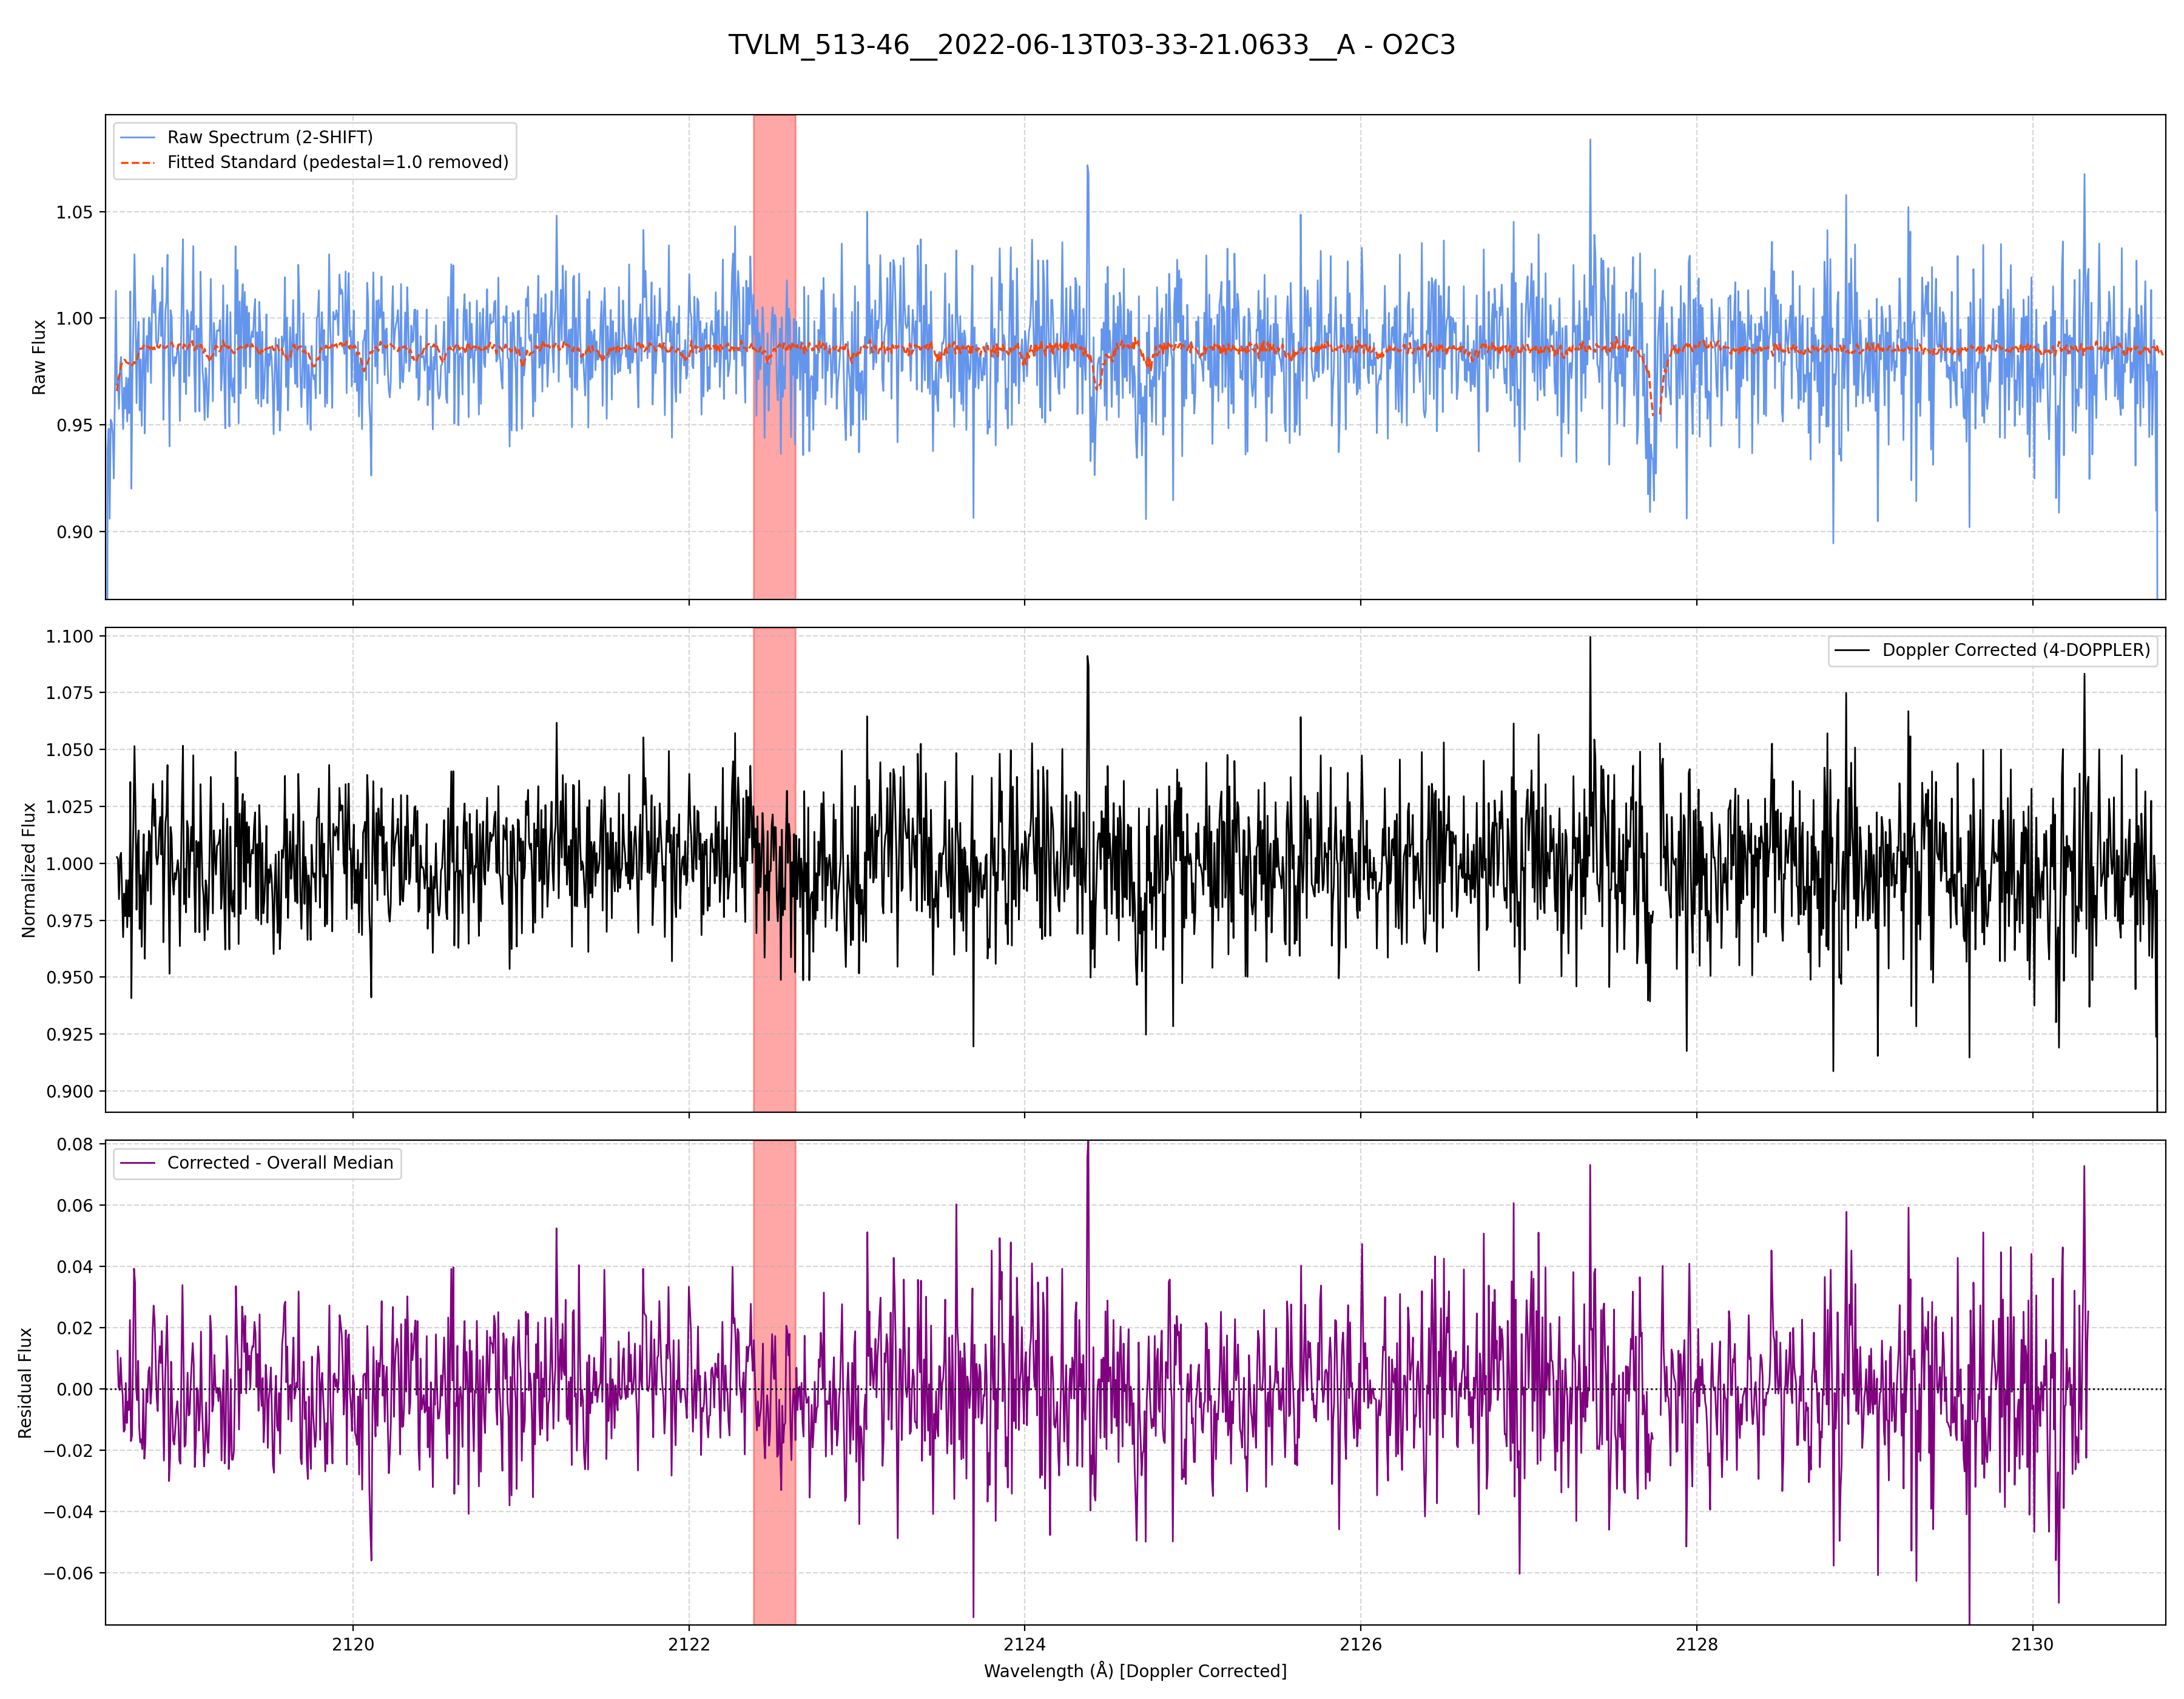 TVLM_513-46__2022-06-13T03-33-21.0633__A - O2C3
Raw Spectrum (2-SHIFT)
Fitted Standard (pedestal=1.0 removed)
Raw Flux
1.05
1.00
0.95
0.90
Doppler Corrected (4-DOPPLER)
Normalized Flux
1.100
1.075
1.050
1.025
1.000
0.975
0.950
0.925
0.900
Corrected - Overall Median
Residual Flux
0.08
0.06
0.04
0.02
0.00
−0.02
−0.04
−0.06
2120 2122 2124 2126 2128 2130
Wavelength (Å) [Doppler Corrected]